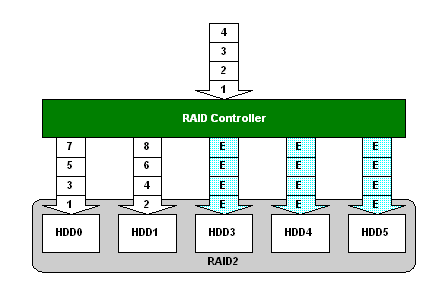 4
3
2
1
RAID Controller
7 8 E E E
5 6 E E E
3 4 E E E
1 2 E E E
HDD0 HDD1 HDD3 HDD4 HDD5
RAID2